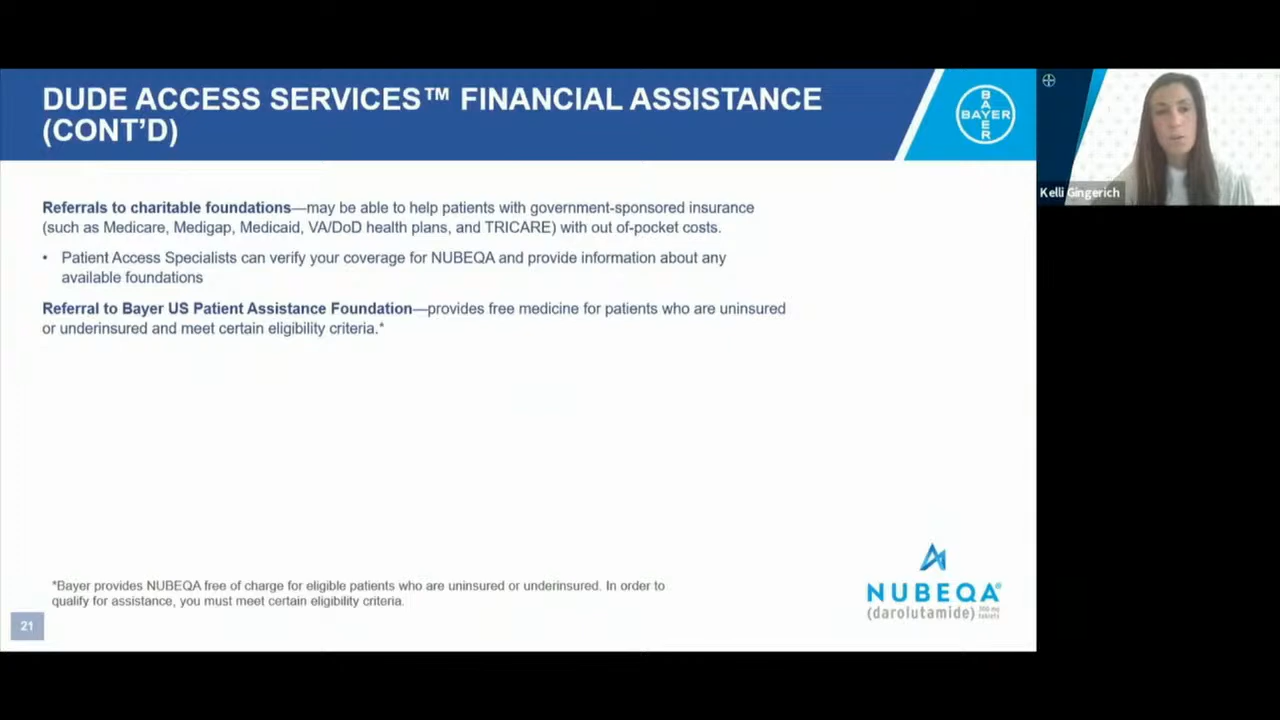 DUDE ACCESS SERVICES™ FINANCIAL ASSISTANCE
(CONT'D)
BAYER
BAYER
Kelli Gingerich
Referrals to charitable foundations—may be able to help patients with government-sponsored insurance
(such as Medicare, Medigap, Medicaid, VA/DoD health plans, and TRICARE) with out of-pocket costs.
• Patient Access Specialists can verify your coverage for NUBEQA and provide information about any
available foundations
Referral to Bayer US Patient Assistance Foundation—provides free medicine for patients who are uninsured
or underinsured and meet certain eligibility criteria.*
*Bayer provides NUBEQA free of charge for eligible patients who are uninsured or underinsured. In order to
qualify for assistance, you must meet certain eligibility criteria.
NUBEQA®
(darolutamide) 300 mg
tablets
21